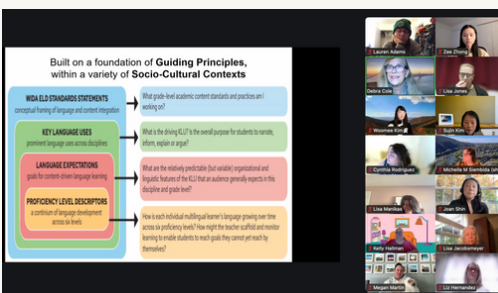 Built on a foundation of Guiding Principles,
within a variety of Socio-Cultural Contexts
WIDA ELD STANDARDS STATEMENTS
conceptual framing of language and content integration
What grade-level academic content standards and practices am I
working on?
KEY LANGUAGE USES
prominent language uses across disciplines
What is the driving KLU? Is the overall purpose for students to narrate,
inform, explain or argue?
LANGUAGE EXPECTATIONS
goals for content-driven language learning
What are the relatively predictable (but variable) organizational and
linguistic features of the KLU that an audience generally expects in this
discipline and grade level?
PROFICIENCY LEVEL DESCRIPTORS
a continuum of language development
across six levels
How is each individual multilingual learner's language growing over time
across six proficiency levels? How might the teacher scaffold and monitor
learning to enable students to reach goals they cannot yet reach by
themselves?
Lauren Adams
Zee Zhong
Debra Cole
Lisa Jones
Woomee Kim
Sujin Kim
Cynthia Rodriguez
Michelle M Siembida (sh
Lisa Manikas
Joan Shin
Kelly Hallman
Lisa Jacobsmeyer
Megan Martin
Liz Hernandez